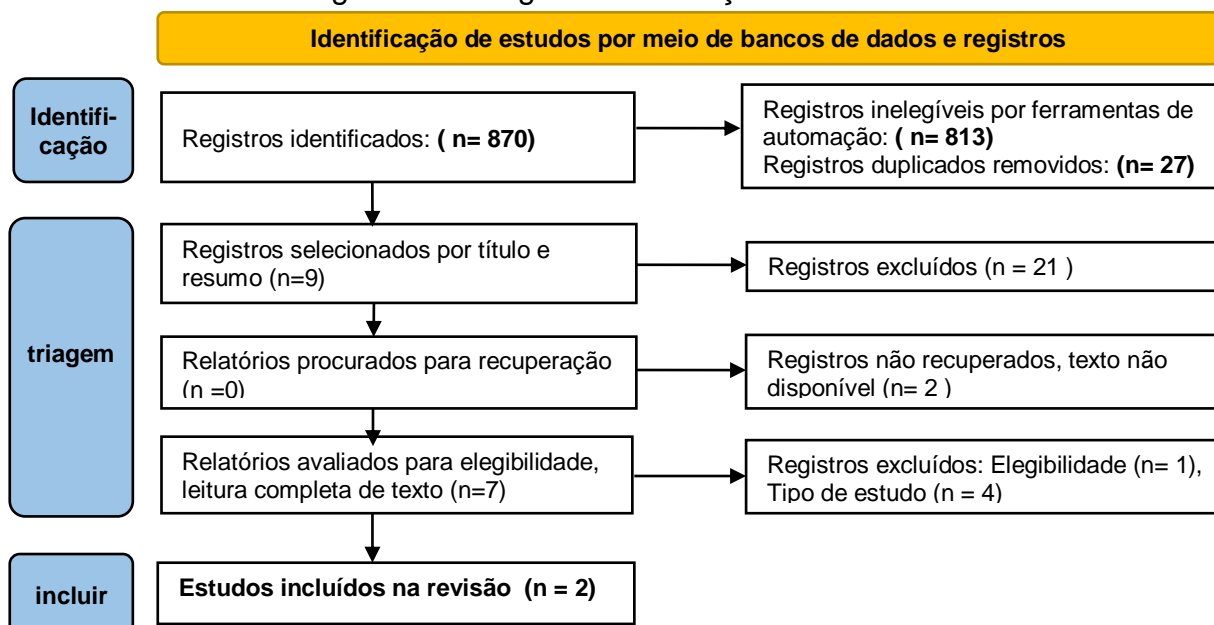 Identificação de estudos por meio de bancos de dados e registros
Identifi-
cação
Registros identificados: ( n= 870)
Registros inelegíveis por ferramentas de
automação: ( n= 813)
Registros duplicados removidos: (n= 27)
triagem
Registros selecionados por título e
resumo (n=9)
Registros excluídos (n = 21 )
Relatórios procurados para recuperação
(n =0)
Registros não recuperados, texto não
disponível (n= 2 )
Relatórios avaliados para elegibilidade,
leitura completa de texto (n=7)
Registros excluídos: Elegibilidade (n= 1),
Tipo de estudo (n = 4)
incluir
Estudos incluídos na revisão (n = 2)